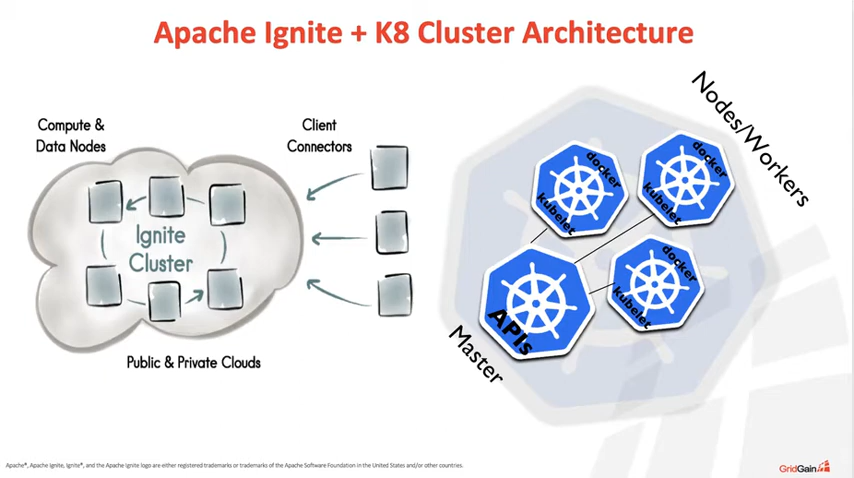 Apache Ignite + K8 Cluster Architecture
Compute &
Data Nodes
Client
Connectors
Ignite
Cluster
Public & Private Clouds
Nodes/Workers
docker
kubelet
docker
kubelet
docker
kubelet
APIs
Master
Apache®, Apache Ignite, Ignite®, and the Apache Ignite logo are either registered trademarks or trademarks of the Apache Software Foundation in the United States and/or other countries.
GridGain